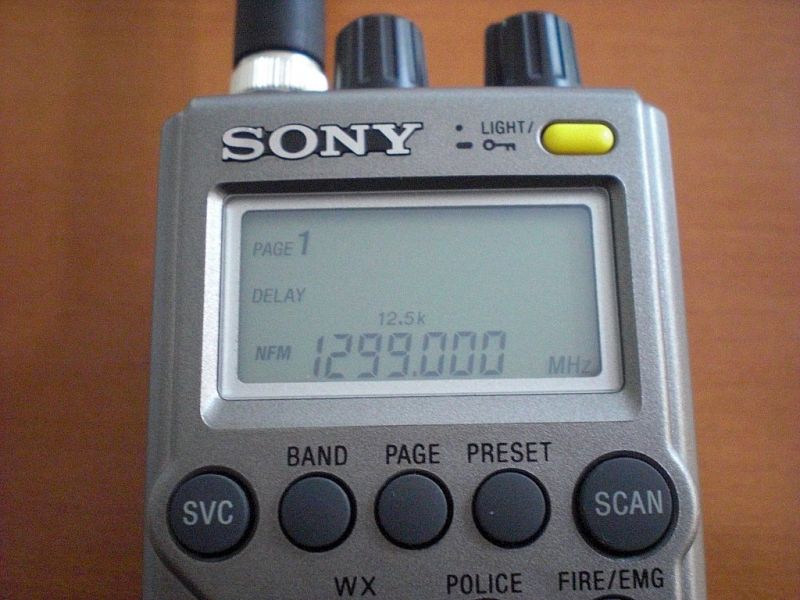 SONY
LIGHT/
PAGE 1
DELAY
12.5k
NFM 1299.000 MHz
BAND PAGE PRESET
SVC SCAN
WX POLICE FIRE/EMG